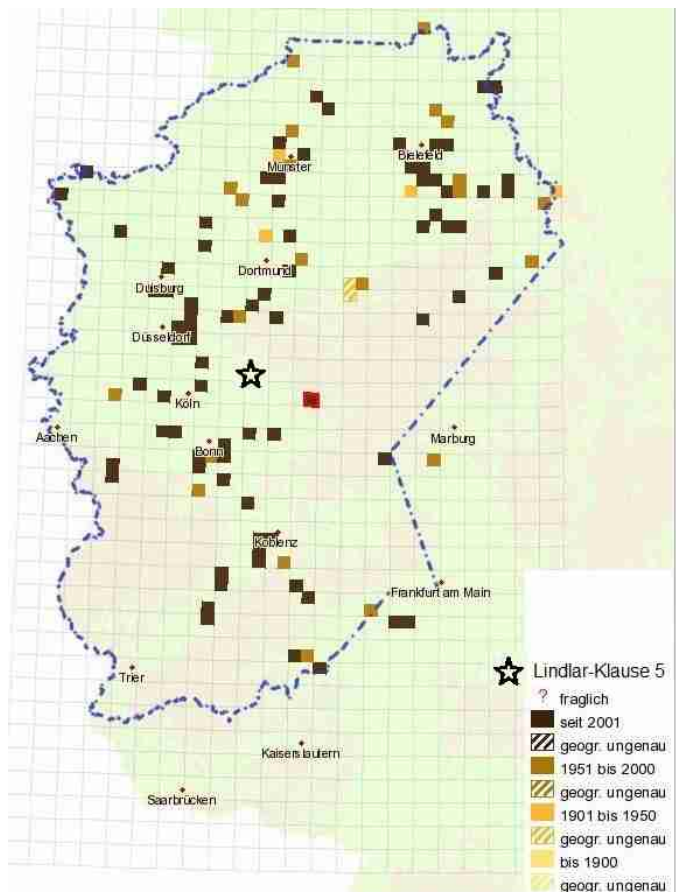 Münster
Bielefeld
Dortmund
Duisburg
Düsseldorf
Köln
Aachen
Marburg
Bonn
Koblenz
Frankfurt am Main
Trier
Kaiserslautern
Saarbrücken
Lindlar-Klause 5
? fraglich
seit 2001
geogr. ungenau
1951 bis 2000
geogr. ungenau
1901 bis 1950
geogr. ungenau
bis 1900
geogr. ungenau